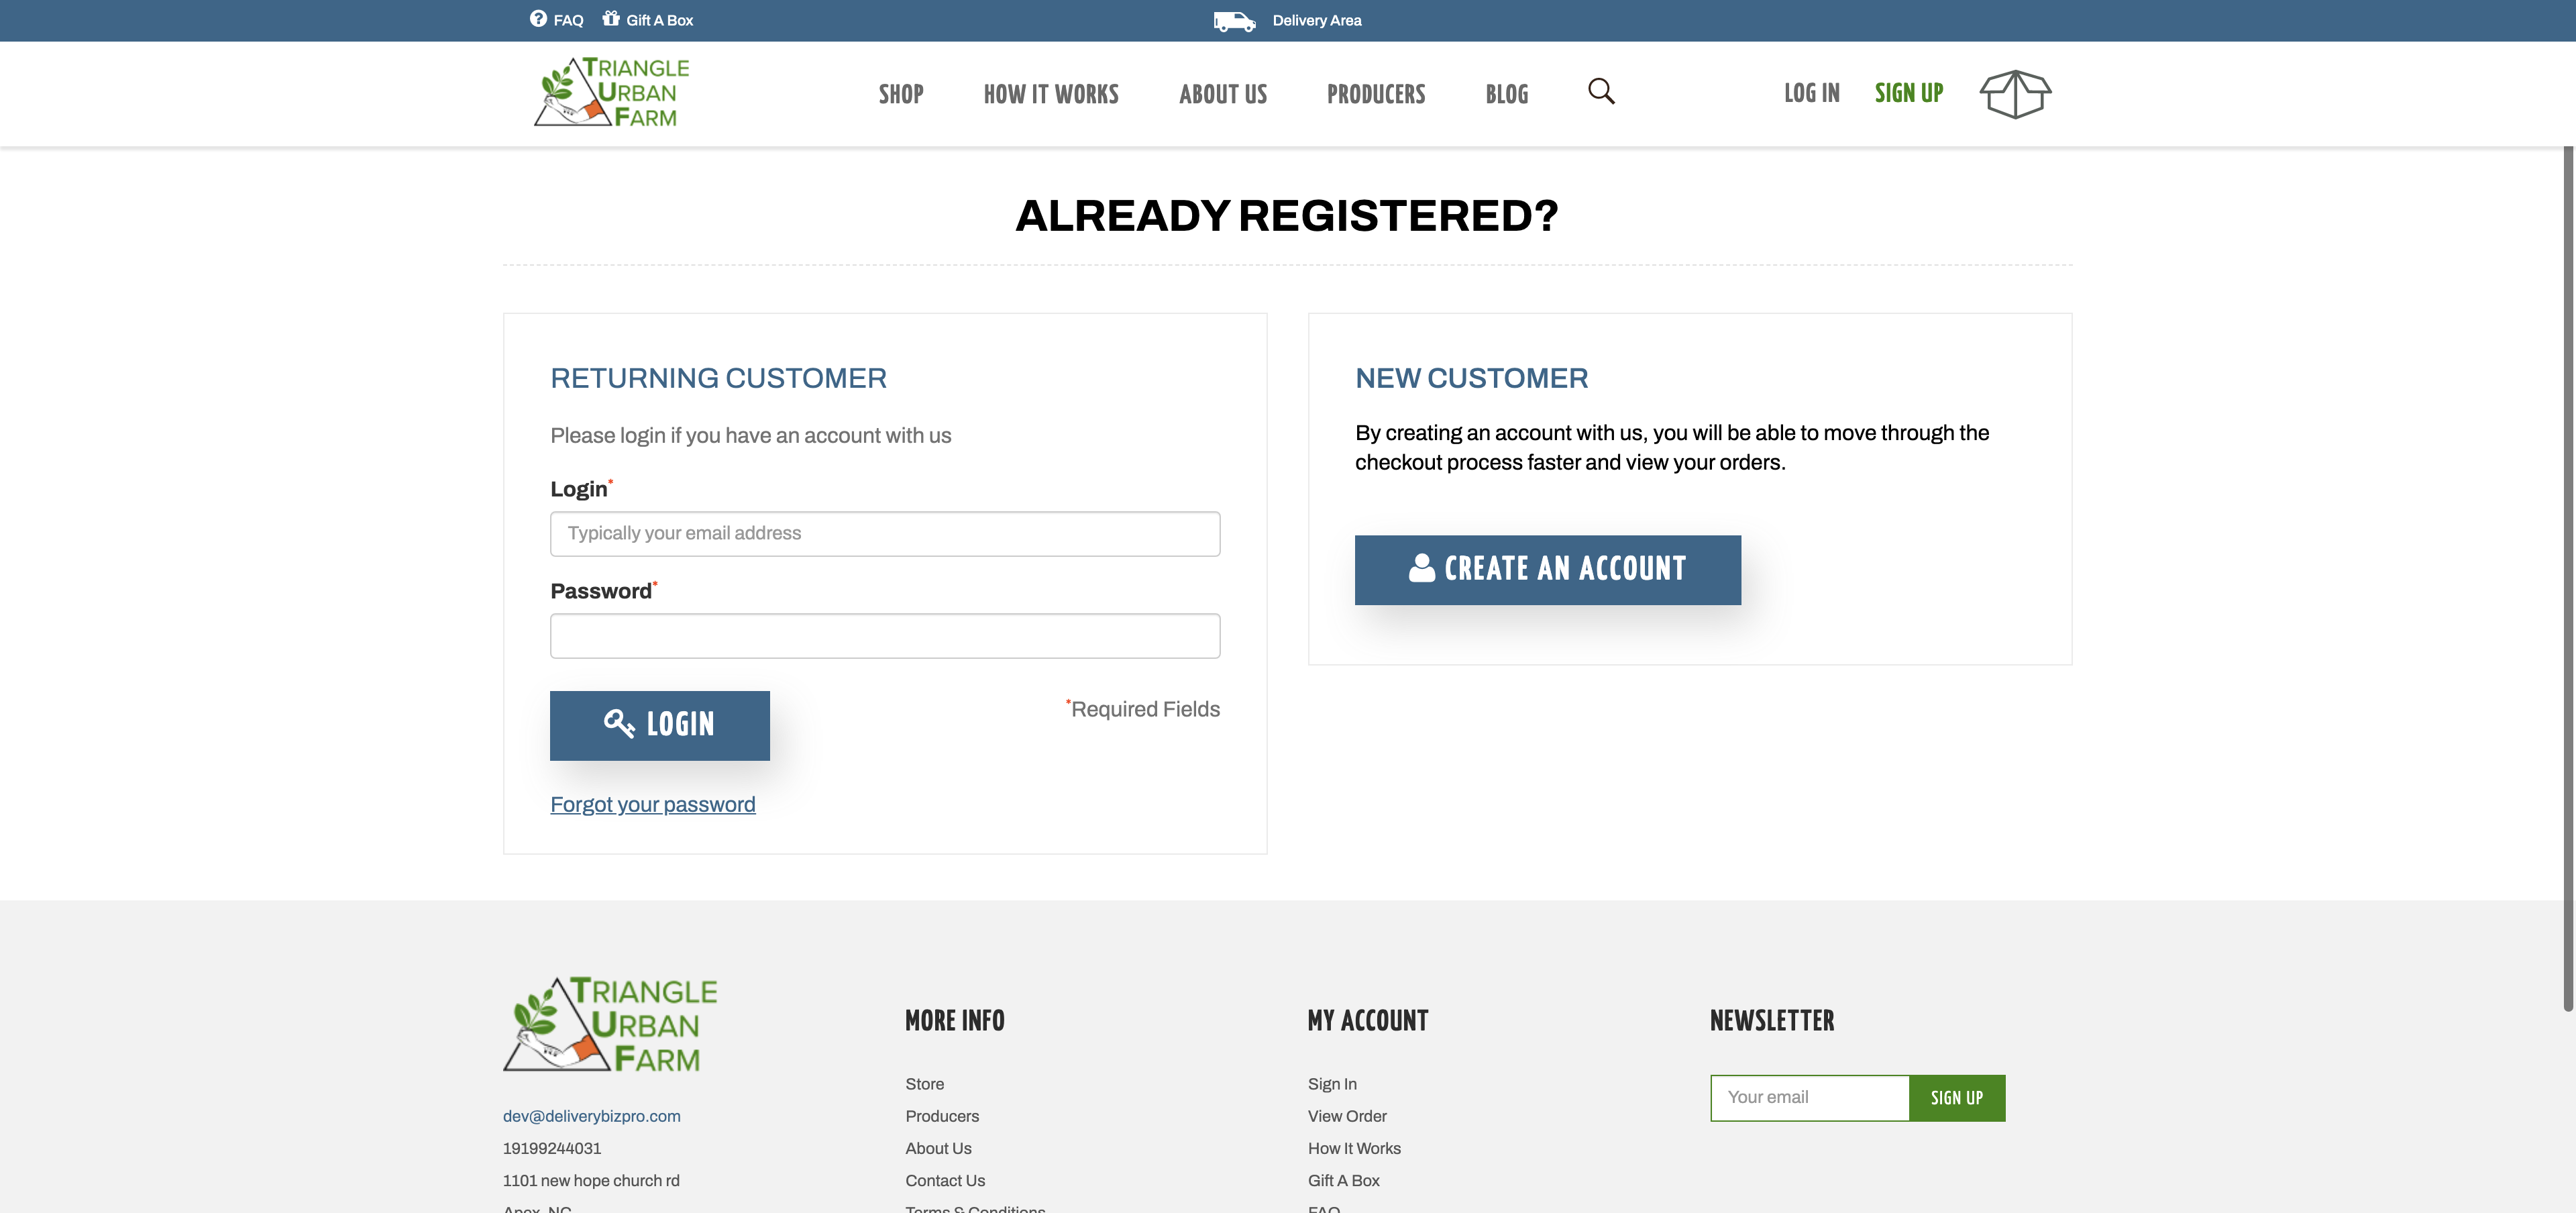 FAQ
Gift A Box
Delivery Area
TRIANGLE
URBAN
FARM
SHOP
HOW IT WORKS
ABOUT US
PRODUCERS
BLOG
LOG IN
SIGN UP
ALREADY REGISTERED?
RETURNING CUSTOMER
Please login if you have an account with us
Login*
Typically your email address
Password*
LOGIN
*Required Fields
Forgot your password
NEW CUSTOMER
By creating an account with us, you will be able to move through the
checkout process faster and view your orders.
CREATE AN ACCOUNT
TRIANGLE
URBAN
FARM
dev@deliverybizpro.com
19199244031
1101 new hope church rd
Apex, NC
MORE INFO
Store
Producers
About Us
Contact Us
Terms & Conditions
MY ACCOUNT
Sign In
View Order
How It Works
Gift A Box
FAQ
NEWSLETTER
Your email
SIGN UP